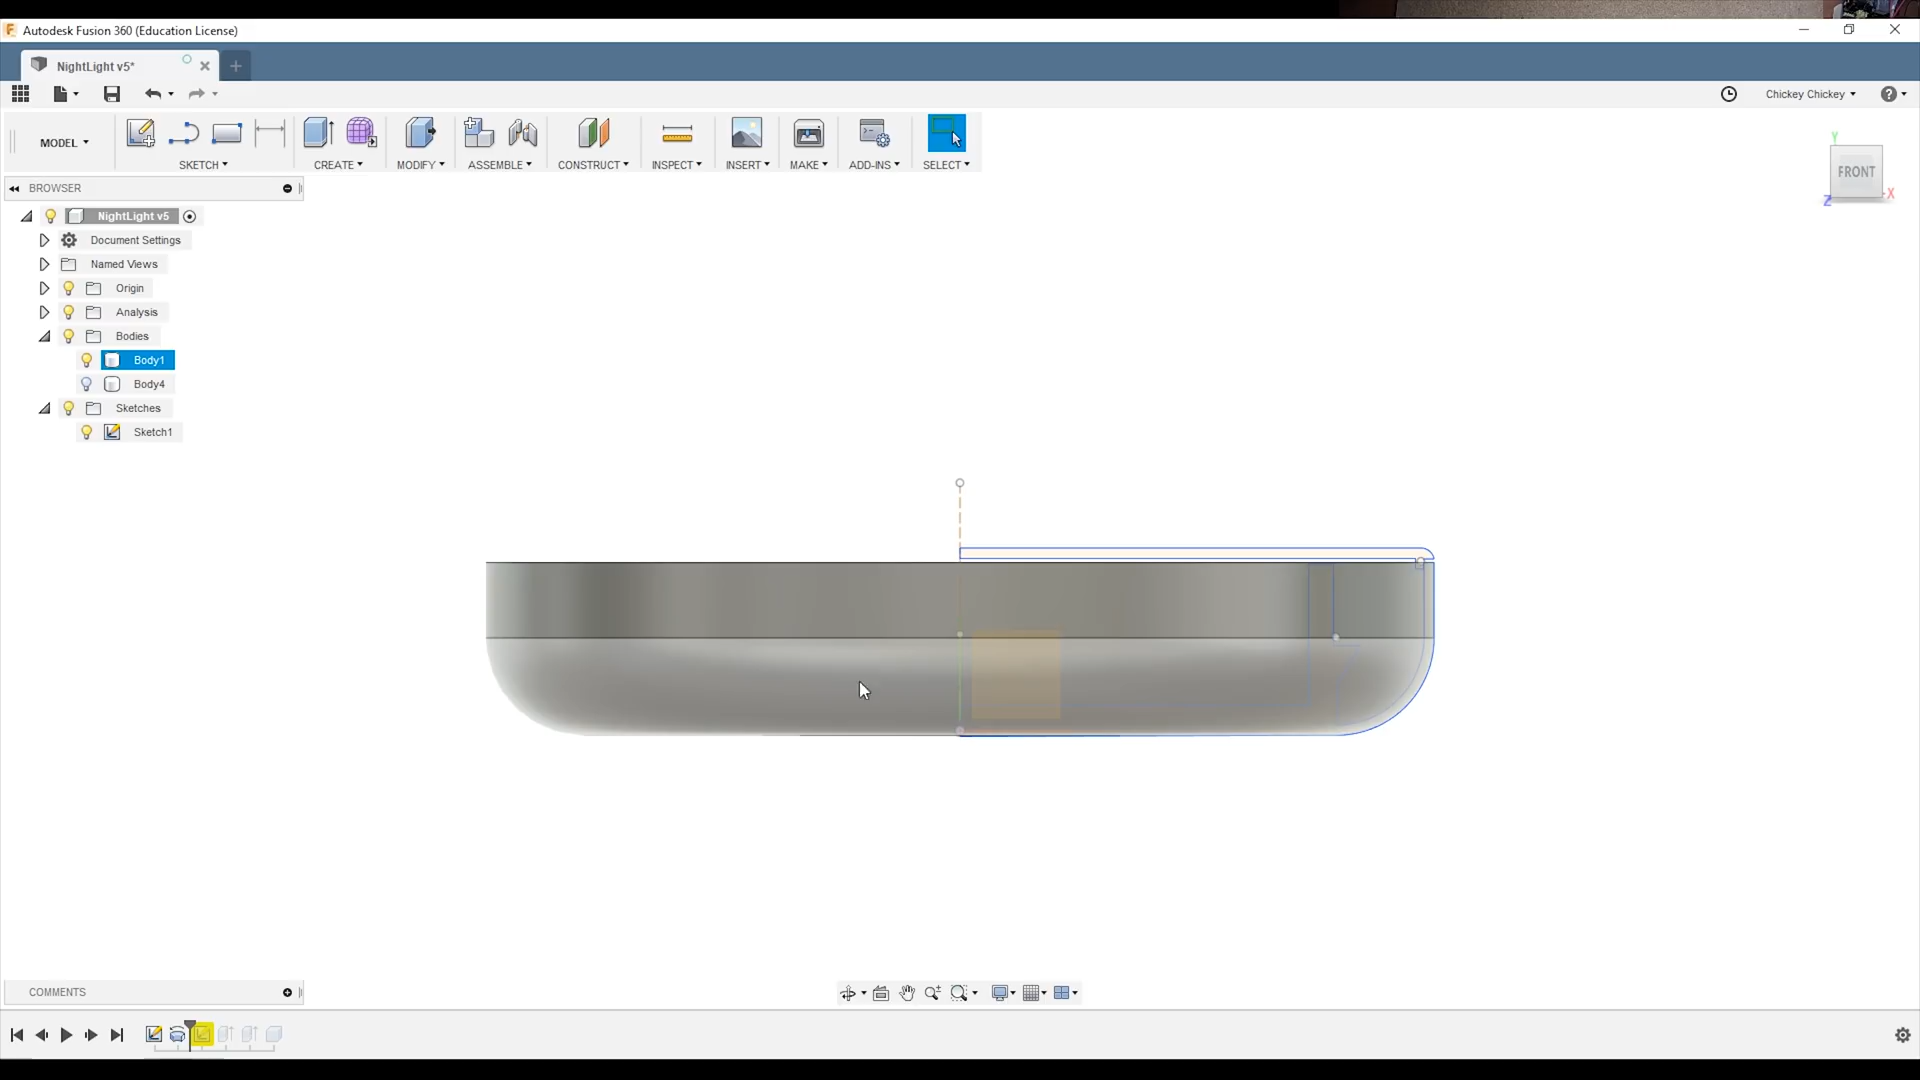 Autodesk Fusion 360 (Education License)
NightLight v5*
Chickey Chickey
MODEL
SKETCH
CREATE
MODIFY
ASSEMBLE
CONSTRUCT
INSPECT
INSERT
MAKE
ADD-INS
SELECT
Y
FRONT
X
Z
BROWSER
NightLight v5
Document Settings
Named Views
Origin
Analysis
Bodies
Body1
Body4
Sketches
Sketch1
COMMENTS